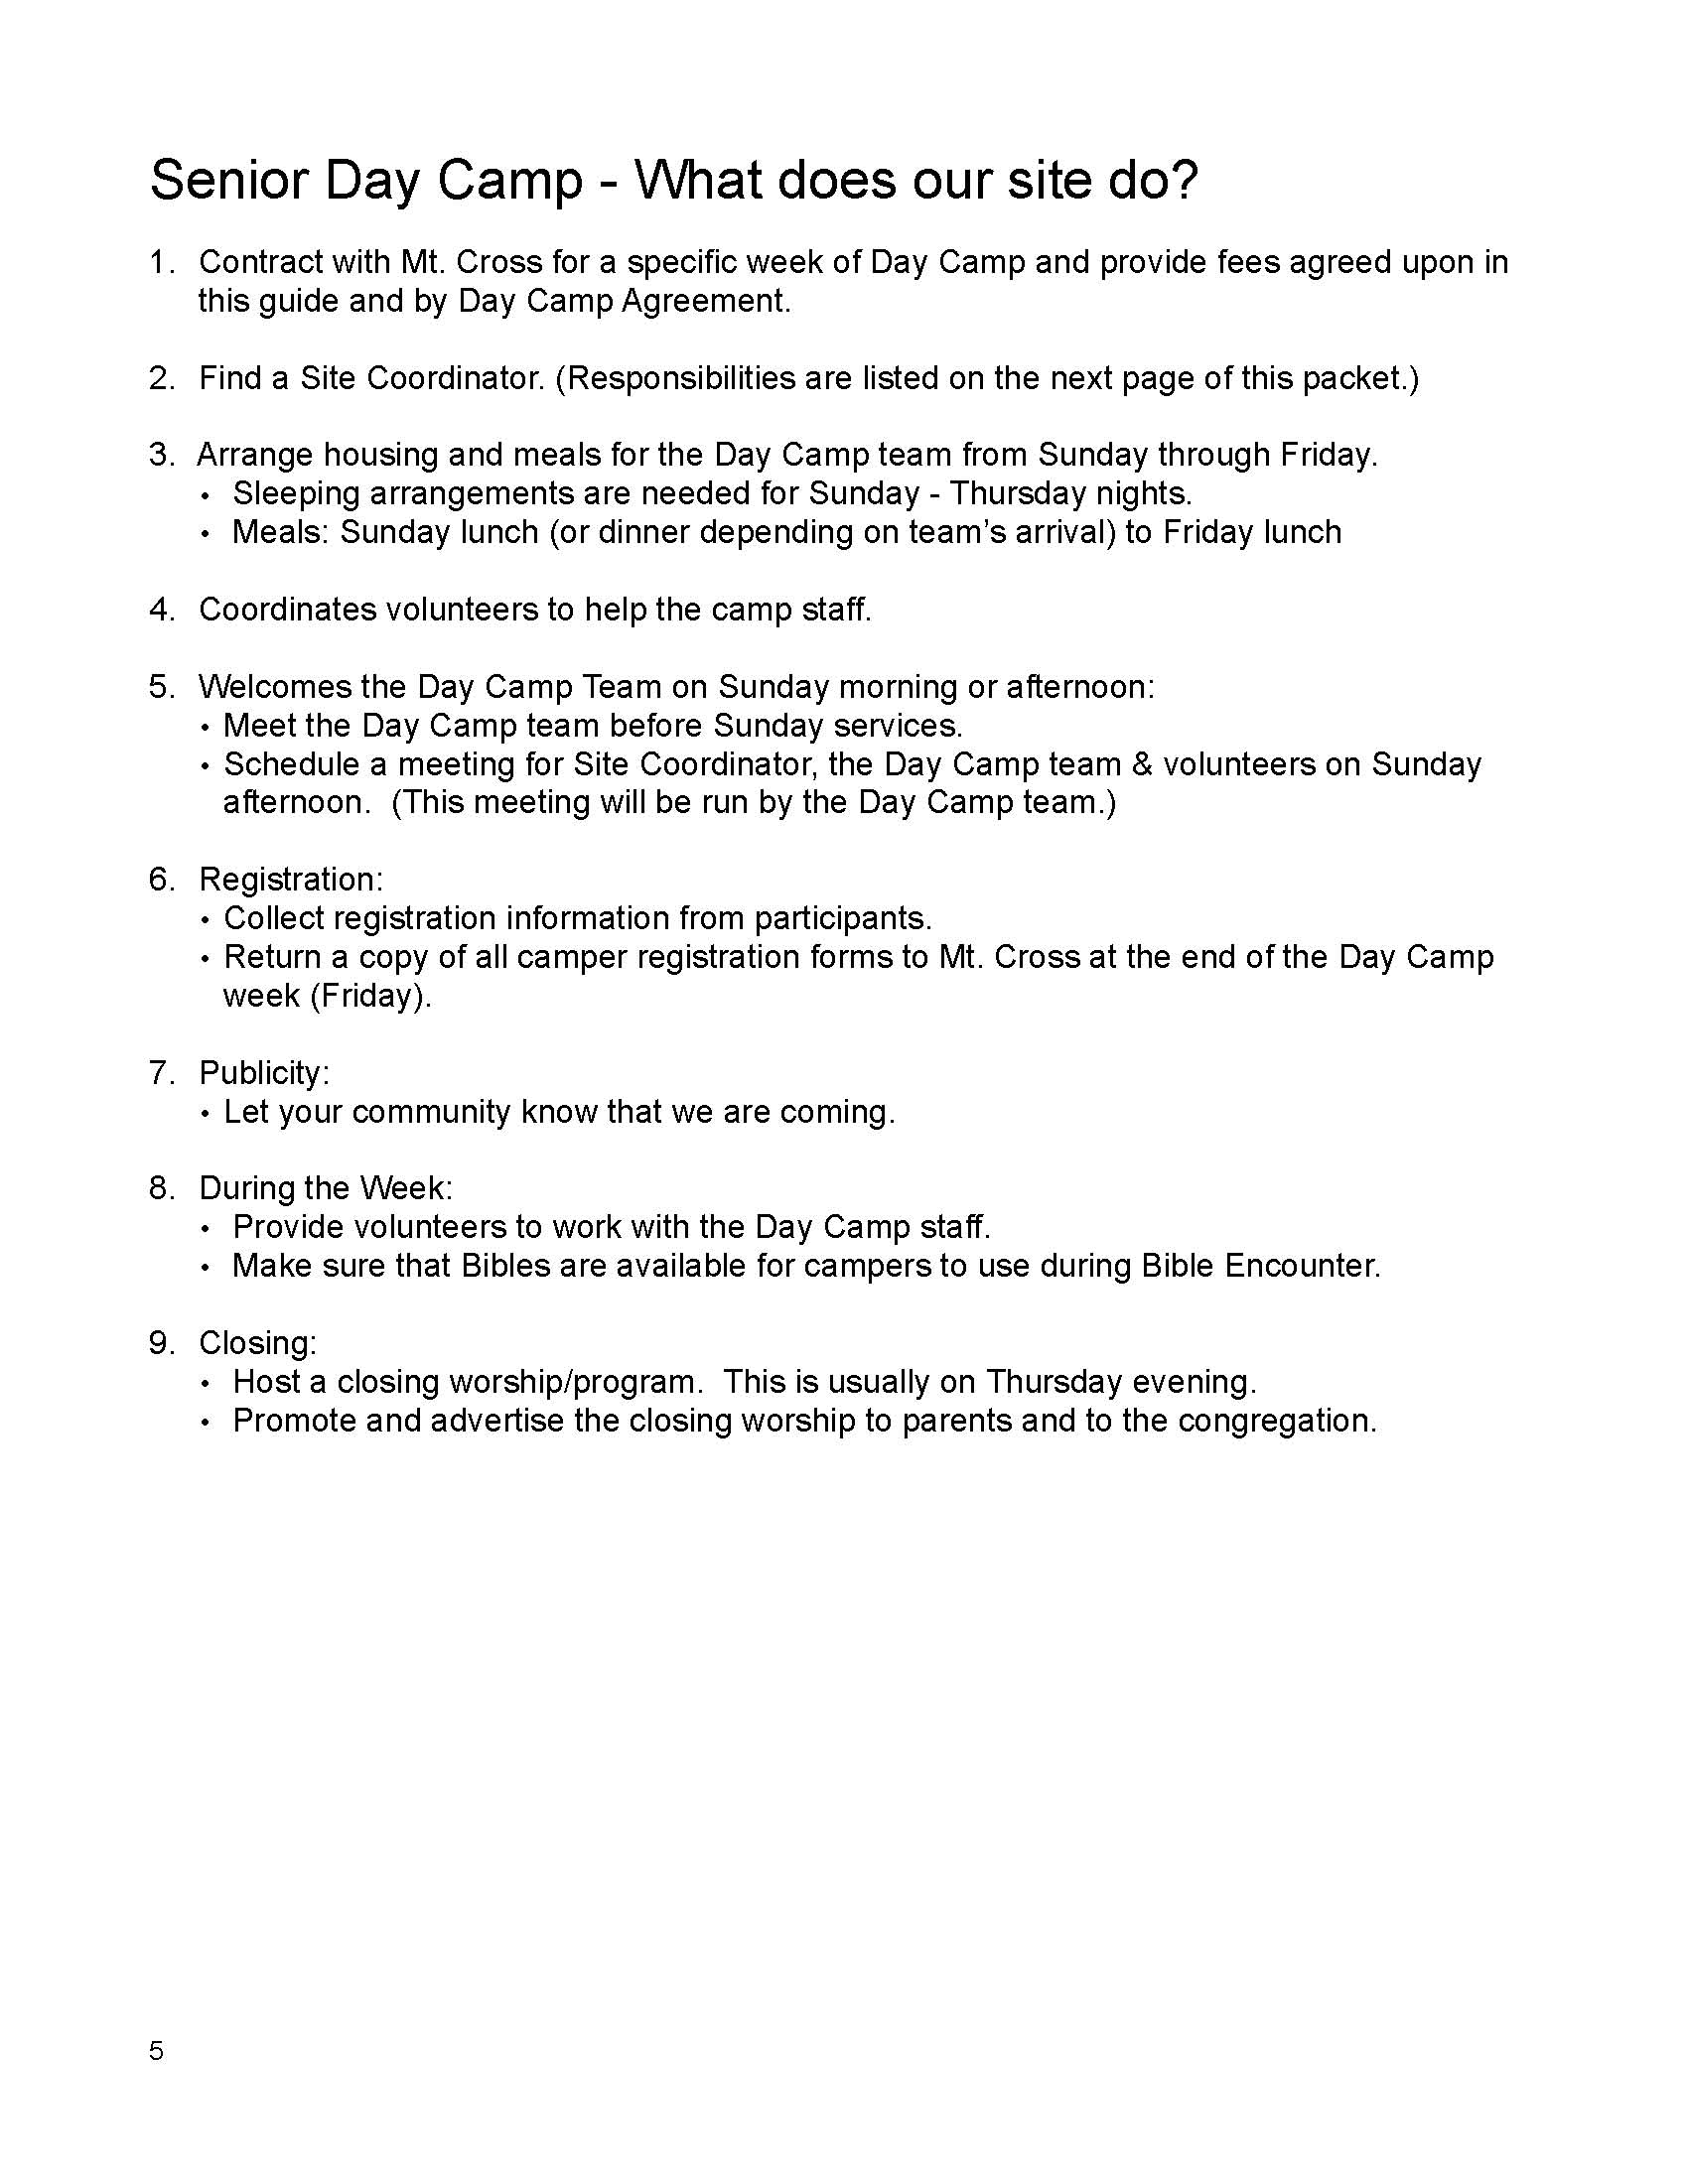 Senior Day Camp - What does our site do?
1. Contract with Mt. Cross for a specific week of Day Camp and provide fees agreed upon in
this guide and by Day Camp Agreement.
2. Find a Site Coordinator. (Responsibilities are listed on the next page of this packet.)
3. Arrange housing and meals for the Day Camp team from Sunday through Friday.
• Sleeping arrangements are needed for Sunday - Thursday nights.
• Meals: Sunday lunch (or dinner depending on team’s arrival) to Friday lunch
4. Coordinates volunteers to help the camp staff.
5. Welcomes the Day Camp Team on Sunday morning or afternoon:
• Meet the Day Camp team before Sunday services.
• Schedule a meeting for Site Coordinator, the Day Camp team & volunteers on Sunday
afternoon.  (This meeting will be run by the Day Camp team.)
6. Registration:
• Collect registration information from participants.
• Return a copy of all camper registration forms to Mt. Cross at the end of the Day Camp
week (Friday).
7. Publicity:
• Let your community know that we are coming.
8. During the Week:
• Provide volunteers to work with the Day Camp staff.
• Make sure that Bibles are available for campers to use during Bible Encounter.
9. Closing:
• Host a closing worship/program.  This is usually on Thursday evening.
• Promote and advertise the closing worship to parents and to the congregation.
5